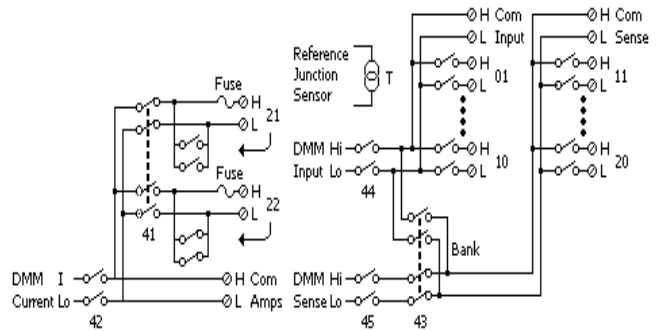 H Com
L Input
H
L
01
H
L
10
H Com
L Sense
H
L
11
H
L
20
Reference
Junction
Sensor
T
Fuse
H
L
21
Fuse
H
L
22
41
DMM I
Current Lo
42
H Com
L Amps
DMM Hi
Input Lo
44
Bank
DMM Hi
Sense Lo
45
43